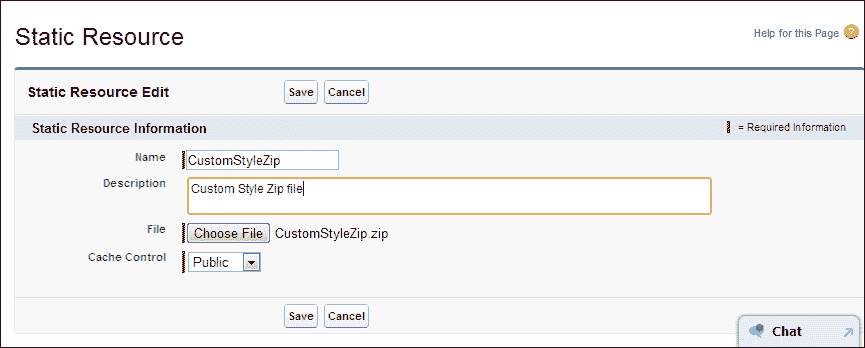 Static Resource
Help for this Page ?
Static Resource Edit Save Cancel
Static Resource Information = Required Information
Name CustomStyleZip
Description Custom Style Zip file
File Choose File CustomStyleZip.zip
Cache Control Public
Save Cancel
Chat